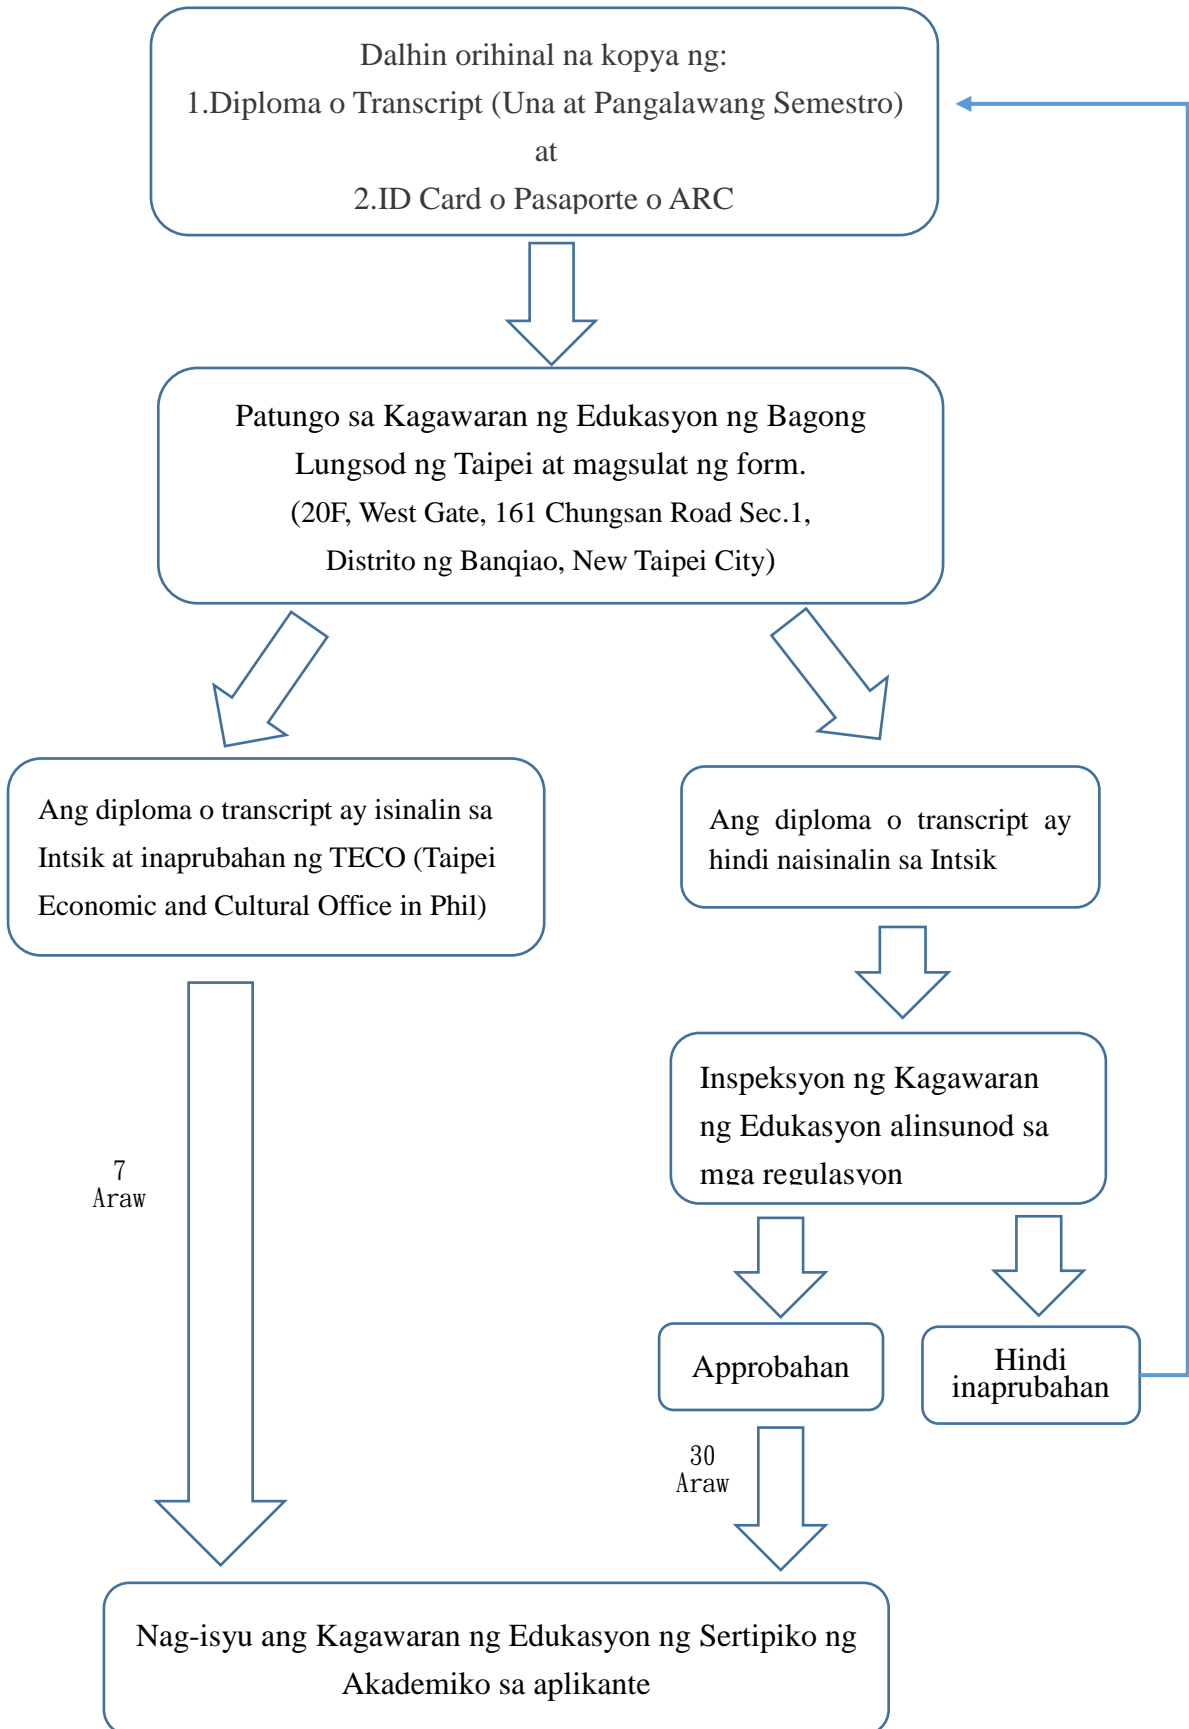 Dalhin orihinal na kopya ng:
1.Diploma o Transcript (Una at Pangalawang Semestro)
at
2.ID Card o Pasaporte o ARC
Patungo sa Kagawaran ng Edukasyon ng Bagong
Lungsod ng Taipei at magsulat ng form.
(20F, West Gate, 161 Chungsan Road Sec.1,
Distrito ng Banqiao, New Taipei City)
Ang diploma o transcript ay isinalin sa
Intsik at inaprubahan ng TECO (Taipei
Economic and Cultural Office in Phil)
Ang diploma o transcript ay
hindi naisinalin sa Intsik
Inspeksyon ng Kagawaran
ng Edukasyon alinsunod sa
mga regulasyon
7
Araw
Approbahan
Hindi
inaprubahan
30
Araw
Nag-isyu ang Kagawaran ng Edukasyon ng Sertipiko ng
Akademiko sa aplikante